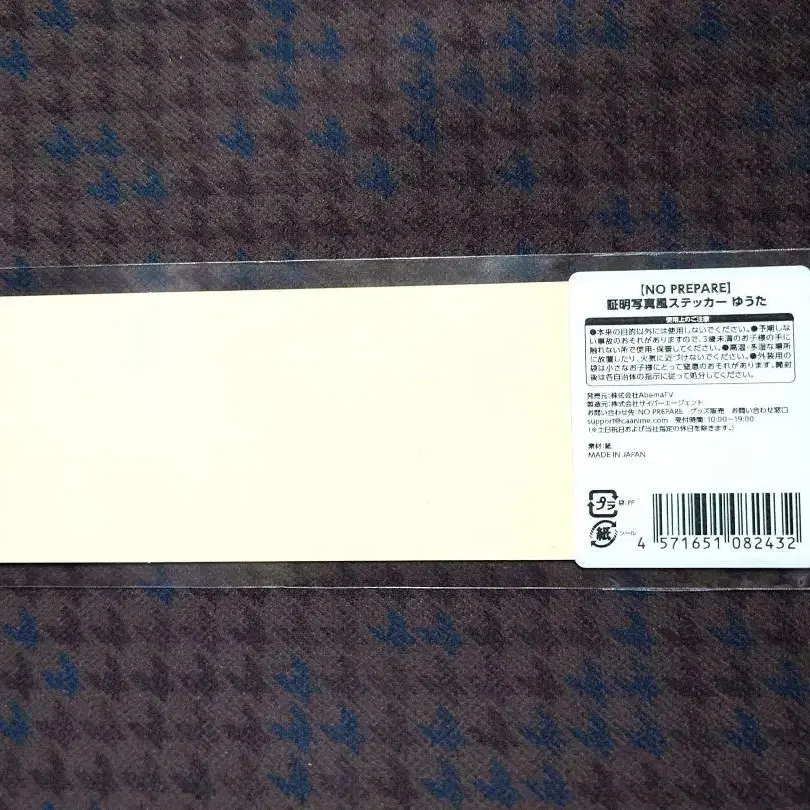 【NO PREPARE】
証明写真風ステッカー ゆうた
使用上のご注意
●本来の目的以外には使用しないでください。●予期しな
い事故のおそれがありますので、3歳未満のお子様の手に
触れない所で使用・保管してください。●高温・多湿な場所
に放置したり、火気に近づけないでください。●外装用の
袋は小さなお子様にとって窒息のおそれがあります。開封
後は各自治体の指示に従って処分してください。
発売元:株式会社AbemaTV
製造元:株式会社サイバーエージェント
お問い合わせ先:NO PREPARE グッズ販売 お問い合わせ窓口
support@caanime.com 受付時間:10:00~19:00
(※土日祝日および当社指定の休日を除きます。)
素材:紙
MADE IN JAPAN
プラ 袋:PP
紙 シール
4 571651 082432